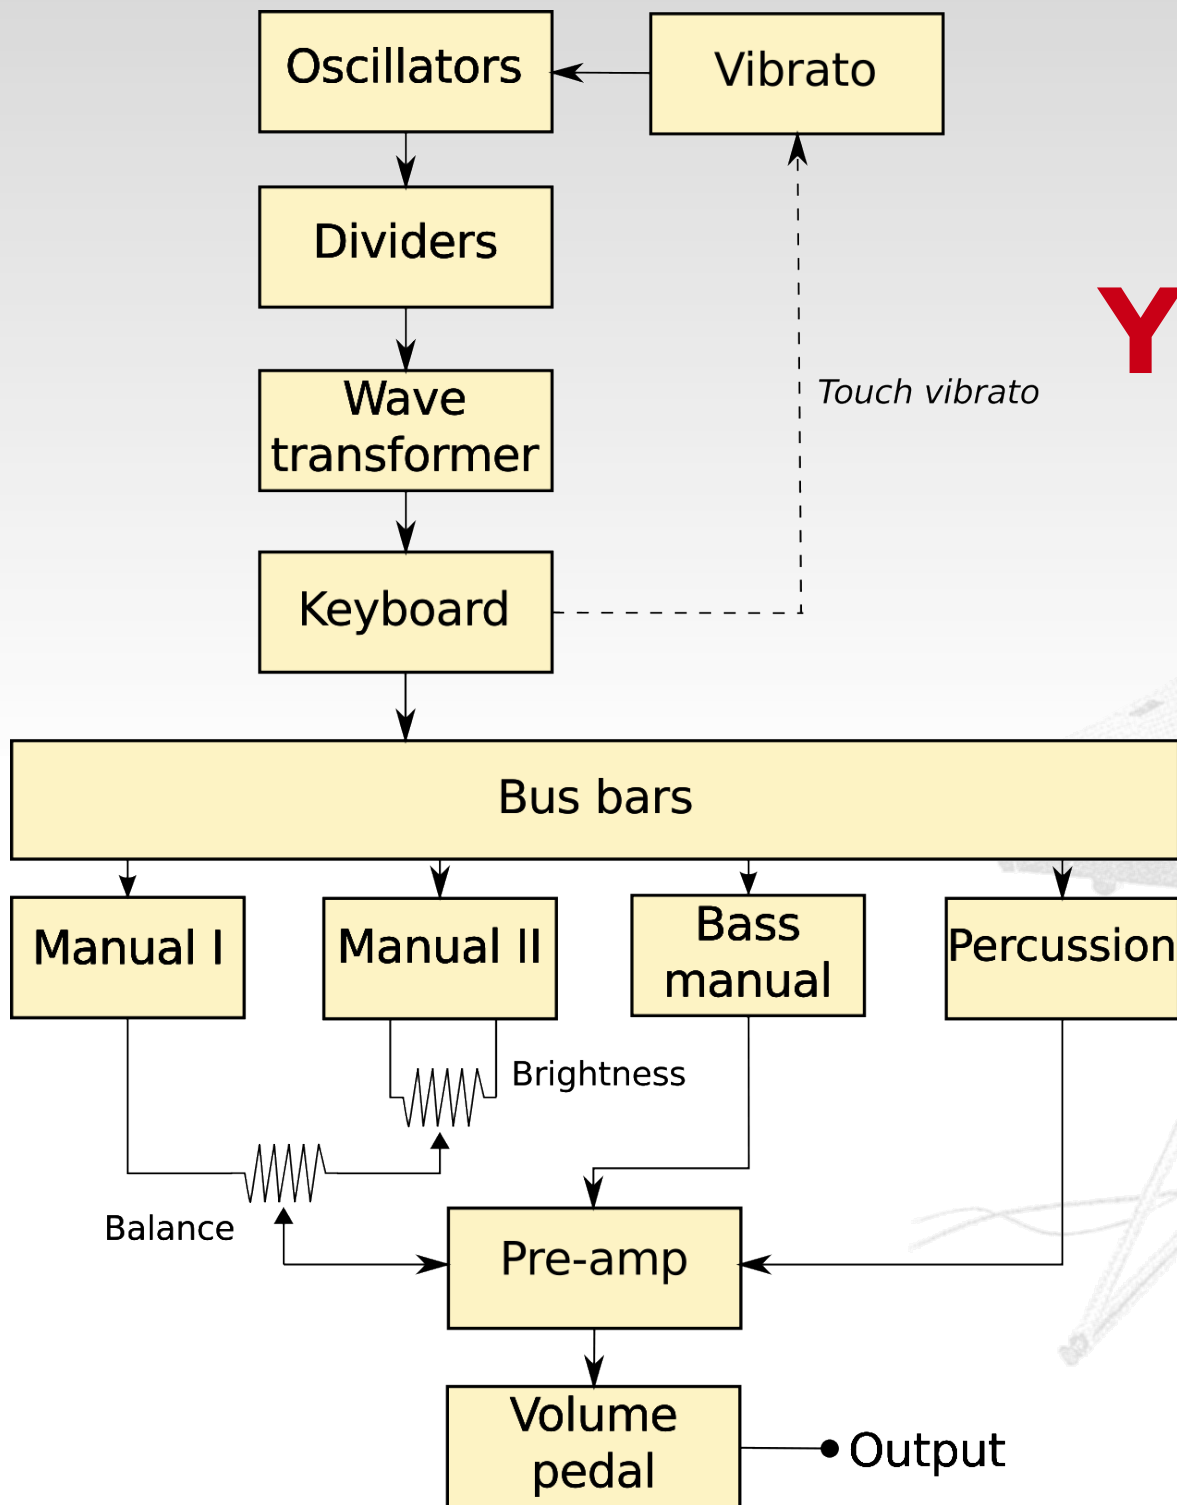 Oscillators
Vibrato
Dividers
Y
Touch vibrato
Wave
transformer
Keyboard
Bus bars
Manual I
Manual II
Bass
manual
Percussion
Brightness
Balance
Pre-amp
Volume
pedal
Output